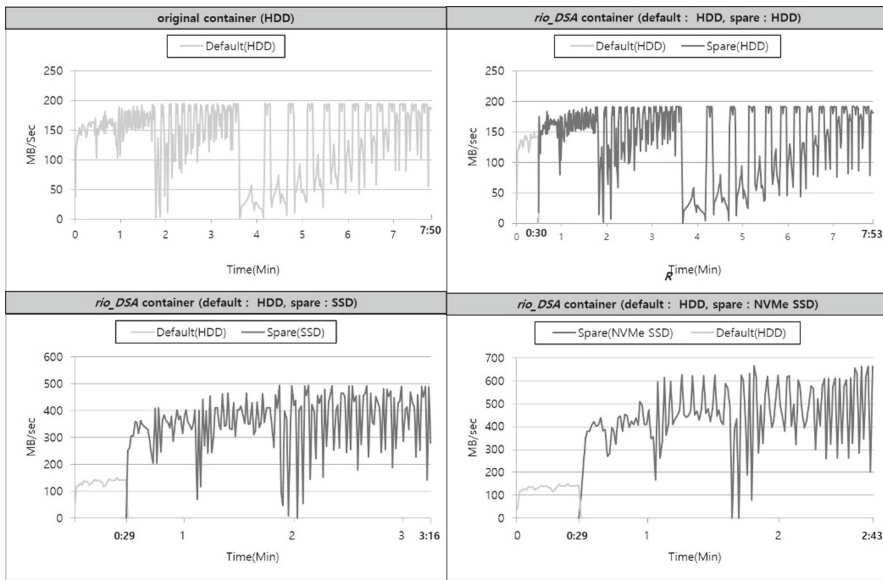 original container (HDD)
Default(HDD)
250
200
150
100
50
0
MB/Sec
0 1 2 3 4 5 6 7 7:50
Time(Min)
rio_DSA container (default : HDD, spare : HDD)
Default(HDD) Spare(HDD)
250
200
150
100
50
0
0 0:30 1 2 3 4 5 6 7 7:53
Time(Min)
R
rio_DSA container (default : HDD, spare : SSD)
Default(HDD) Spare(SSD)
600
500
400
300
200
100
0
MB/sec
0:29 1 2 3 3:16
Time(Min)
rio_DSA container (default : HDD, spare : NVMe SSD)
Spare(NVMe SSD) Default(HDD)
700
600
500
400
300
200
100
0
MB/sec
0 0:29 1 2 2:43
Time(Min)